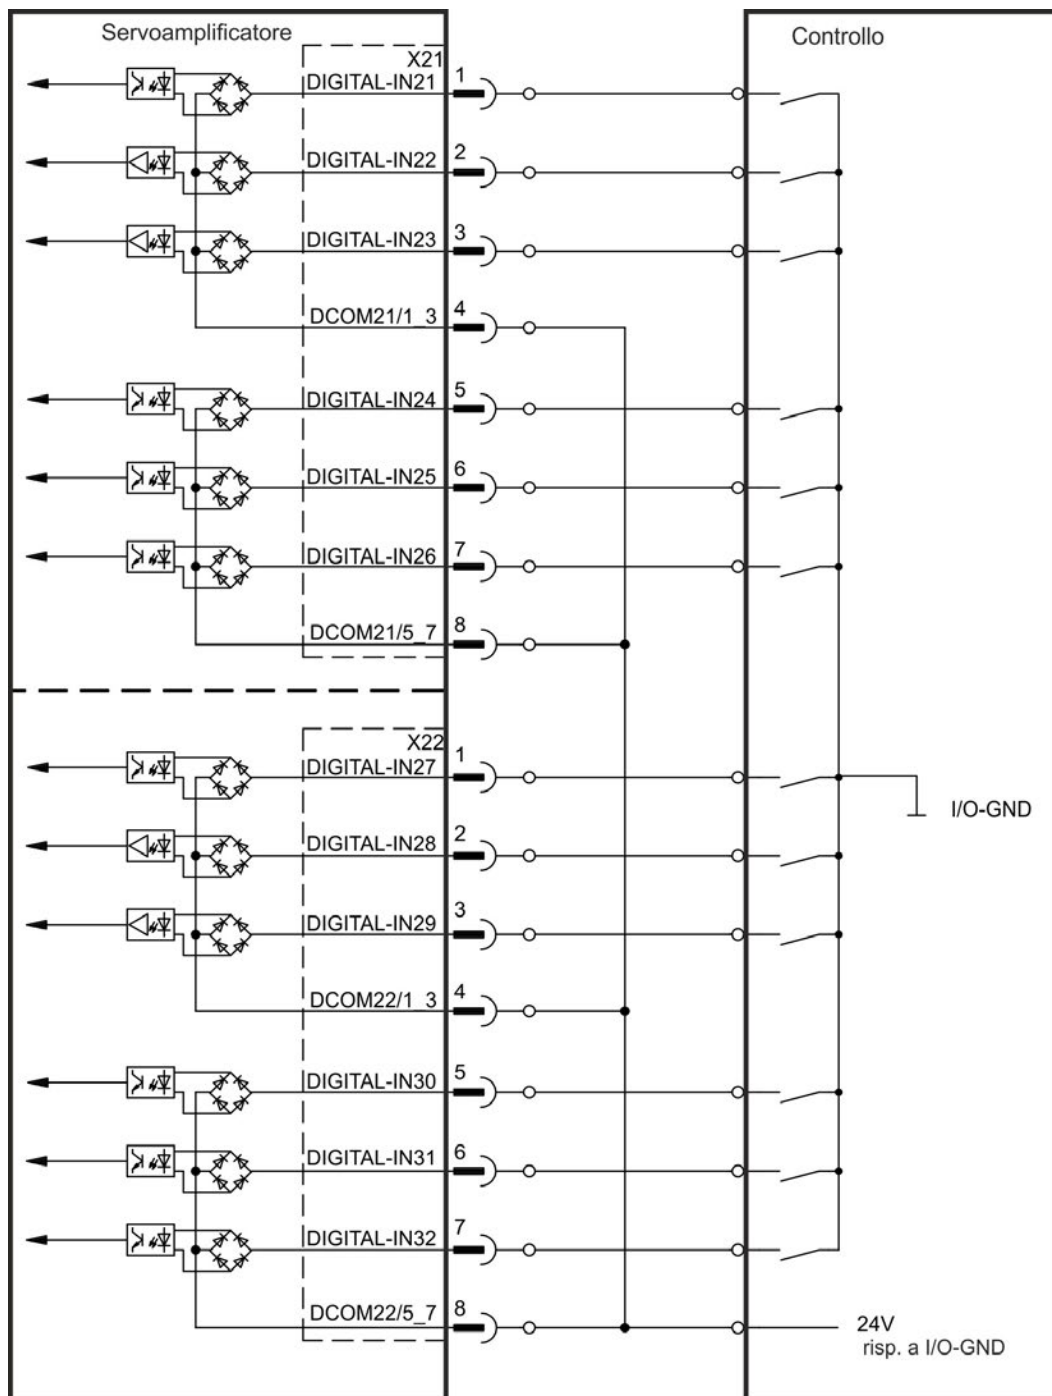 Servoamplificatore
Controllo
X21
DIGITAL-IN21 1
DIGITAL-IN22 2
DIGITAL-IN23 3
DCOM21/1_3 4
DIGITAL-IN24 5
DIGITAL-IN25 6
DIGITAL-IN26 7
DCOM21/5_7 8
X22
DIGITAL-IN27 1
I/O-GND
DIGITAL-IN28 2
DIGITAL-IN29 3
DCOM22/1_3 4
DIGITAL-IN30 5
DIGITAL-IN31 6
DIGITAL-IN32 7
DCOM22/5_7 8
24V
risp. a I/O-GND